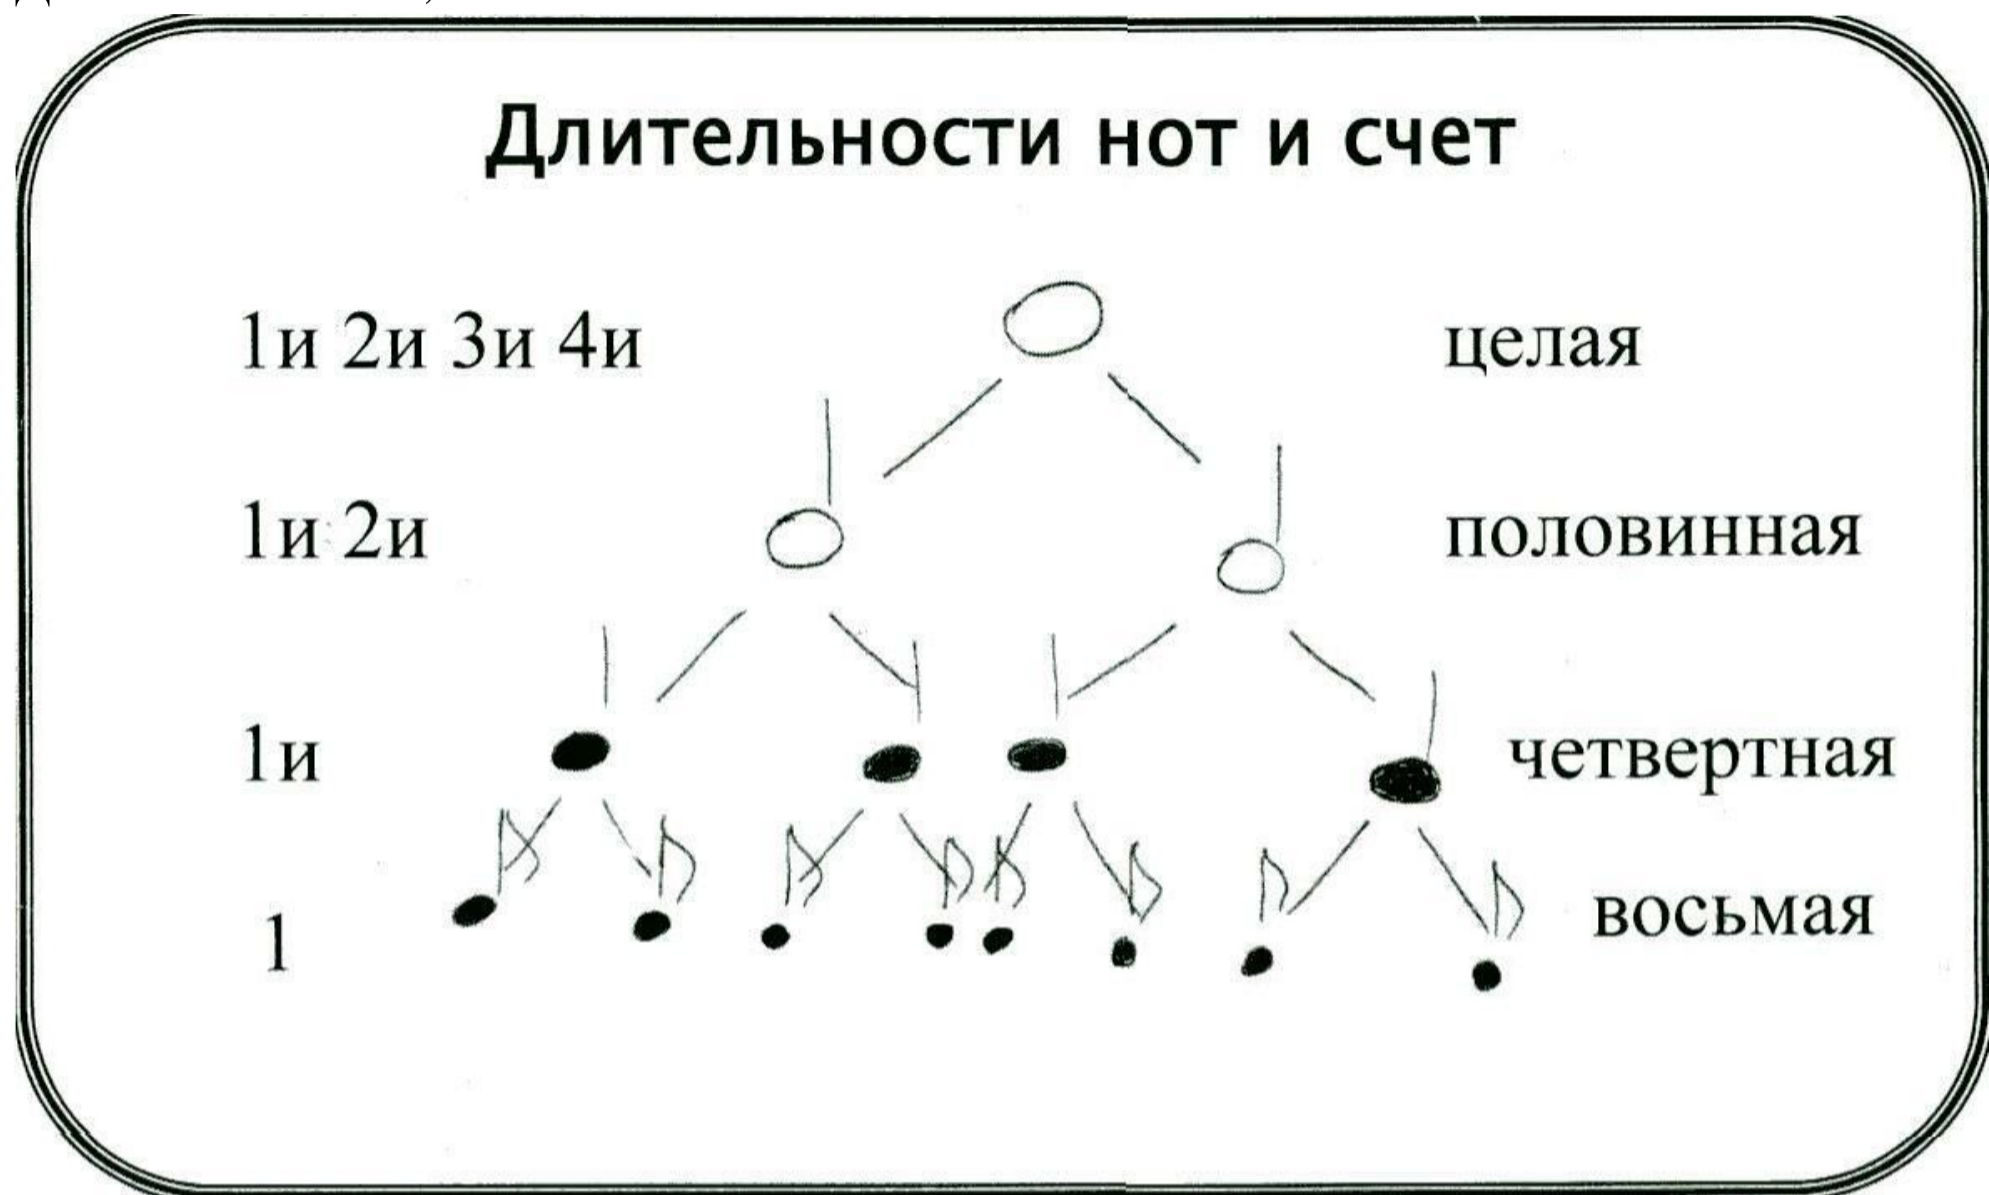 Длительности нот и счет
1и 2и 3и 4и целая
1и 2и половинная
1и четвертная
1 восьмая